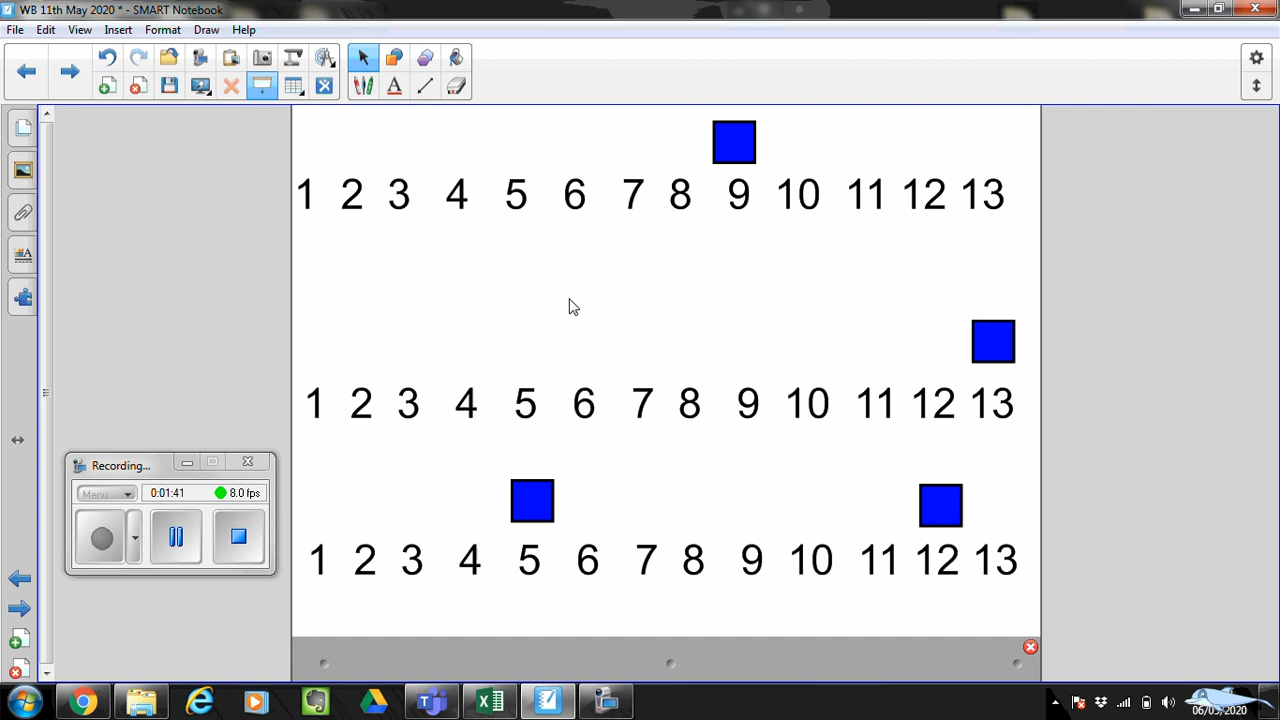 WB 11th May 2020 * - SMART Notebook
File Edit View Insert Format Draw Help
1 2 3 4 5 6 7 8 9 10 11 12 13
1 2 3 4 5 6 7 8 9 10 11 12 13
Recording...
Menu 0:01:41 8.0 fps
1 2 3 4 5 6 7 8 9 10 11 12 13
06/05/2020